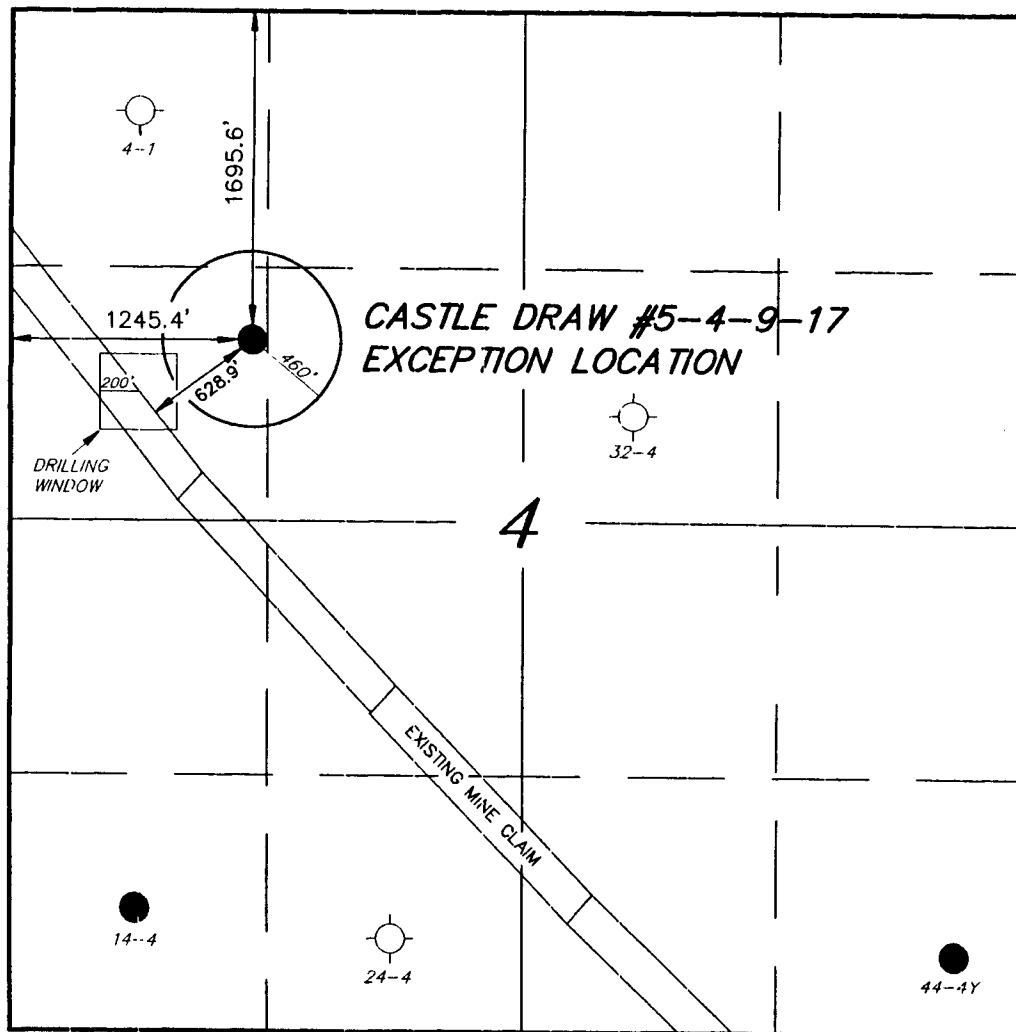 4--1
1695.6'
1245.4'
CASTLE DRAW #5-4-9-17
EXCEPTION LOCATION
460'
628.9'
200'
DRILLING
WINDOW
32-4
4
EXISTING MINE CLAIM
14--4
24-4
44-4Y